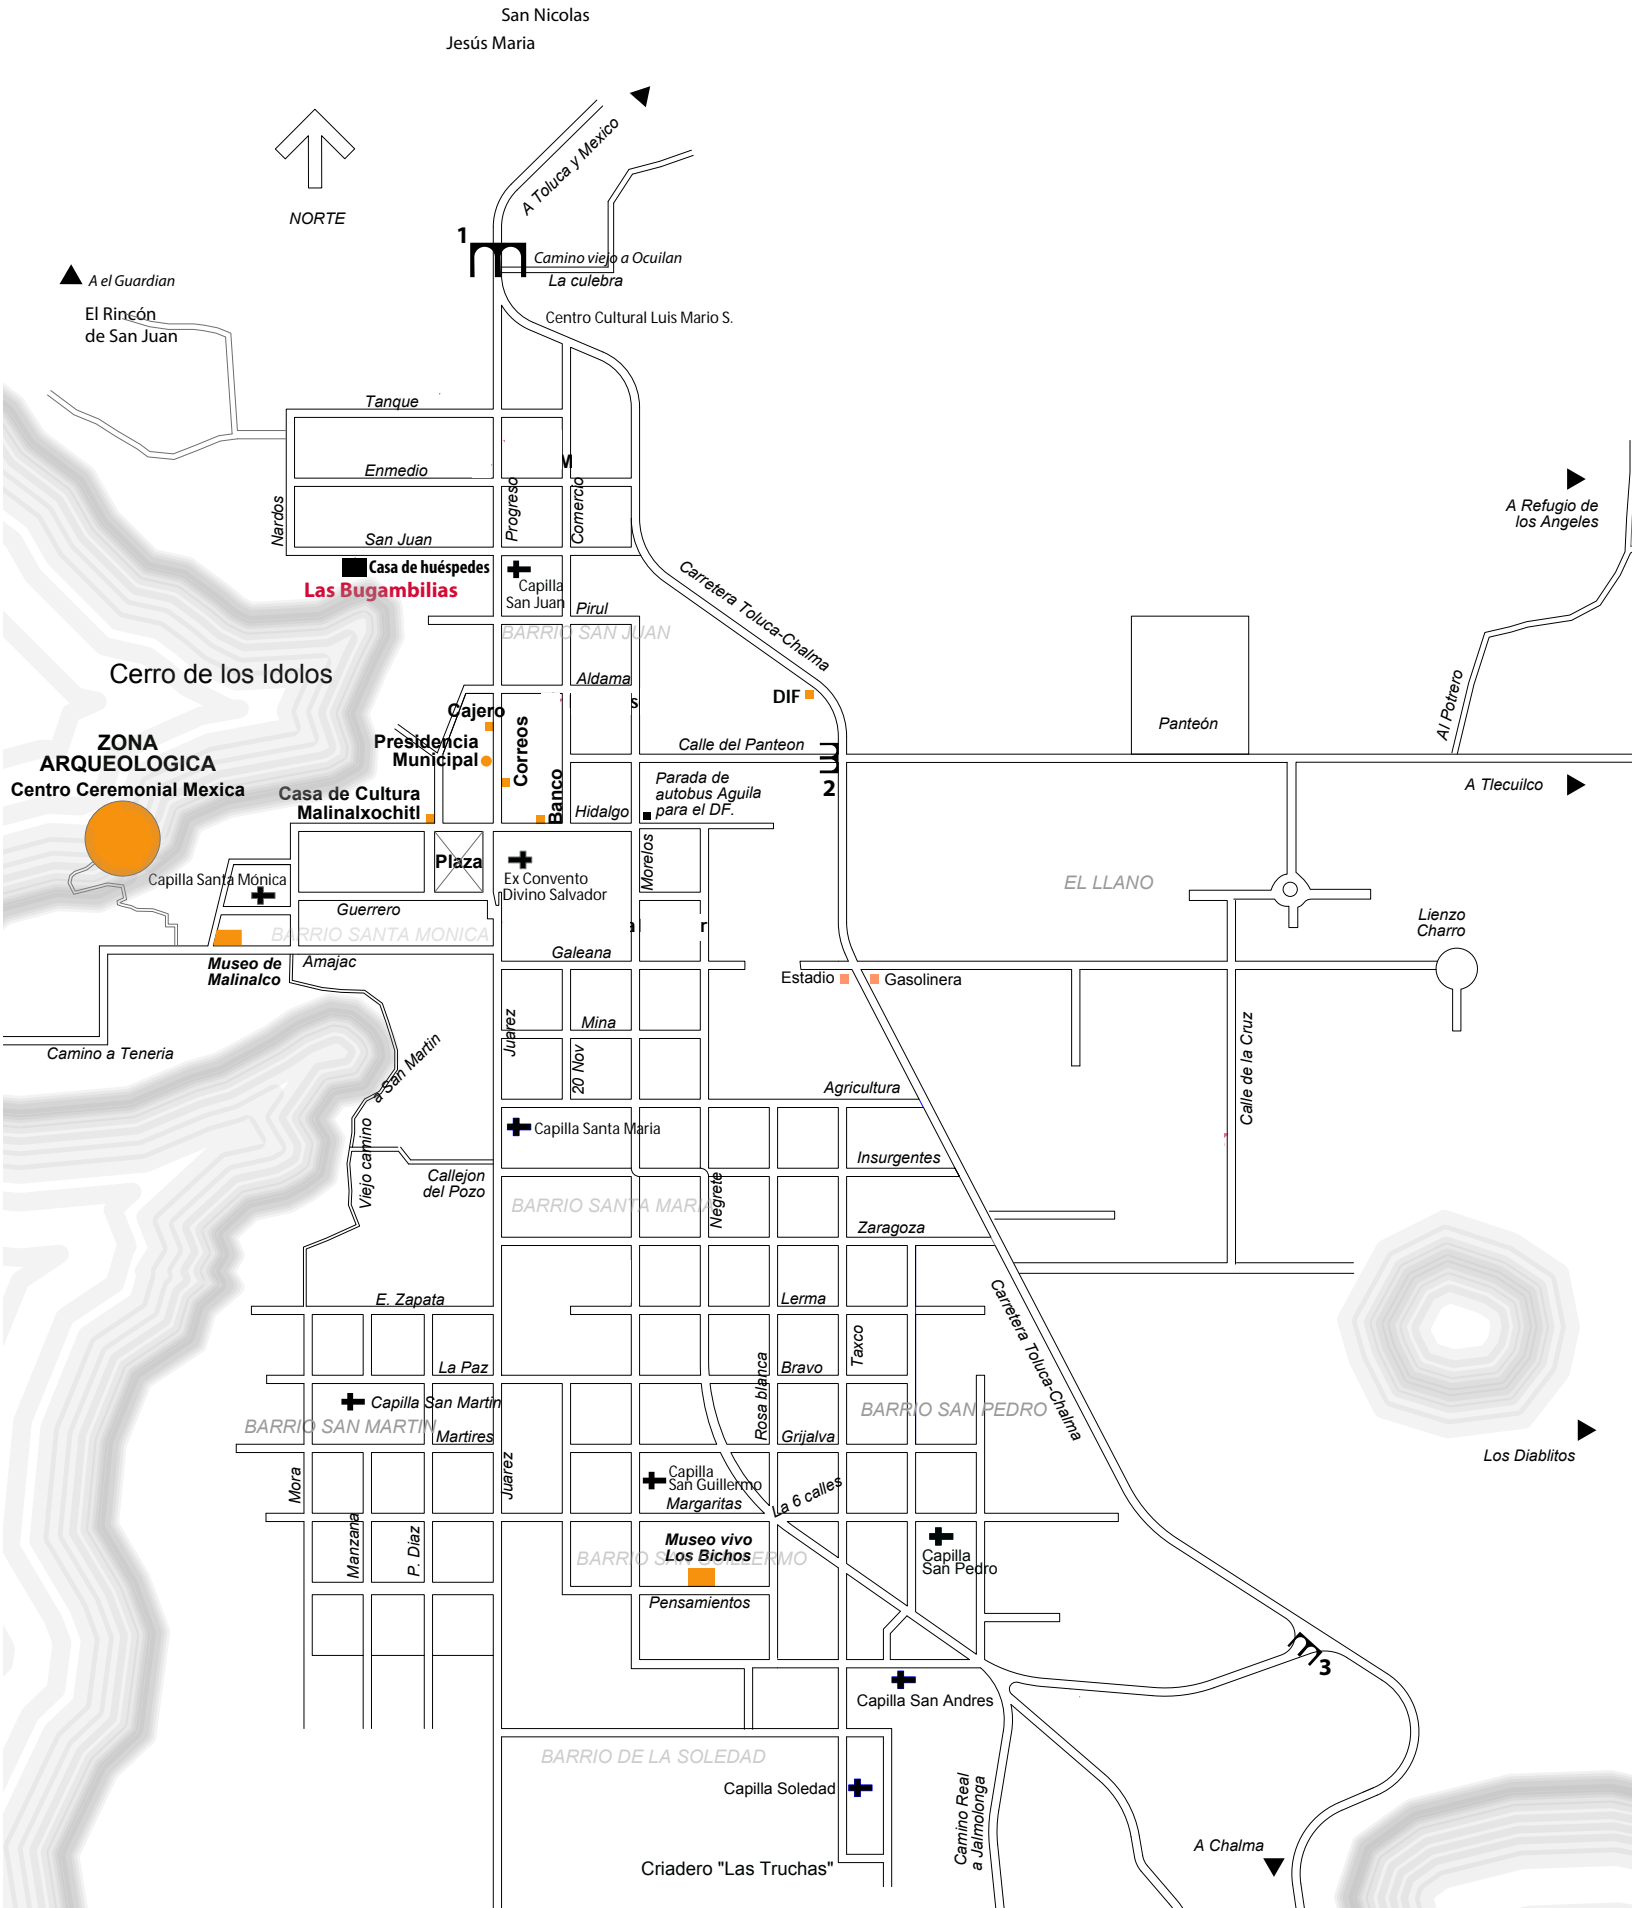 San Nicolas
Jesús Maria
A Toluca y Mexico
NORTE
1
Camino viejo a Ocuilan
La culebra
A el Guardian
El Rincón
de San Juan
Centro Cultural Luis Mario S.
Tanque
Enmedio
Nardos
San Juan
Progreso
Comercio
M
Casa de huéspedes
Las Bugambilias
Capilla
San Juan
Pirul
BARRIO SAN JUAN
Carretera Toluca-Chalma
A Refugio de
los Angeles
Al Potrero
Cerro de los Idolos
Aldama
DIF
Cajero
s
Correos
Presidencia
Municipal
Calle del Panteon
Panteón
ZONA
ARQUEOLOGICA
Centro Ceremonial Mexica
Casa de Cultura
Malinalxochitl
Banco
Hidalgo
Parada de
autobus Aguila
para el DF.
2
A Tlecuilco
Plaza
Morelos
Capilla Santa Mónica
Ex Convento
Divino Salvador
EL LLANO
Guerrero
BARRIO SANTA MONICA
al
r
Lienzo
Charro
Galeana
Museo de
Malinalco
Amajac
Estadio
Gasolinera
Camino a Teneria
Juarez
Mina
20 Nov
a San Martin
Viejo camino
Agricultura
Calle de la Cruz
Capilla Santa Maria
Insurgentes
Callejon
del Pozo
BARRIO SANTA MARIA
Negrete
Zaragoza
E. Zapata
Lerma
Carretera Toluca-Chalma
La Paz
Bravo
Taxco
Rosa blanca
Capilla San Martin
BARRIO SAN MARTIN
Martires
Grijalva
BARRIO SAN PEDRO
Los Diablitos
Mora
Juarez
Capilla
San Guillermo
Margaritas
La 6 calles
Manzana
P. Diaz
Museo vivo
Los Bichos
BARRIO SAN GUILLERMO
Capilla
San Pedro
Pensamientos
3
Capilla San Andres
BARRIO DE LA SOLEDAD
Capilla Soledad
Camino Real
a Jalmolonga
A Chalma
Criadero "Las Truchas"